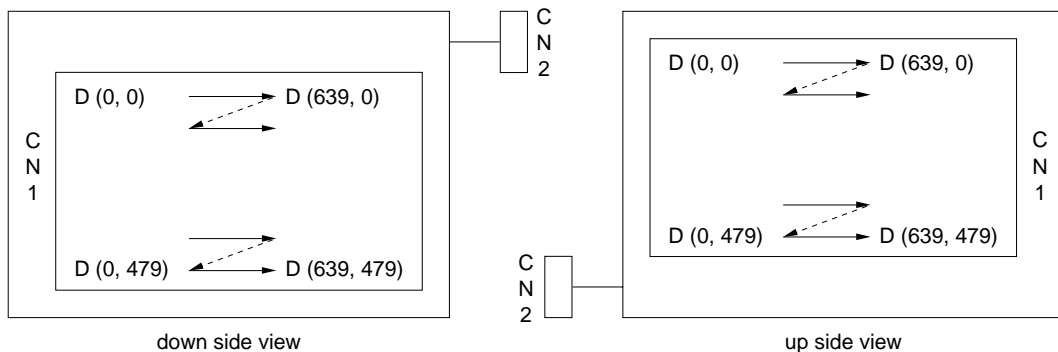 C
N
2
D (0, 0) D (639, 0)
C
N
1
D (0, 479) D (639, 479)
down side view
D (0, 0) D (639, 0)
C
N
1
D (0, 479) D (639, 479)
C
N
2
up side view